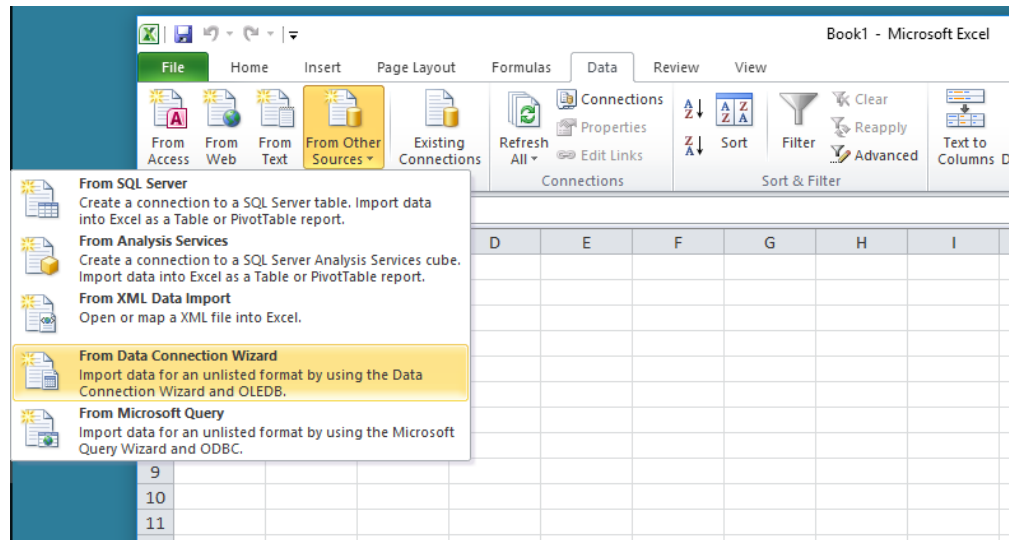 Book1 - Microsoft Excel
File Home Insert Page Layout Formulas Data Review View
From Access
From Web
From Text
From Other Sources
Existing Connections
Refresh All
Connections
Properties
Edit Links
Connections
Sort
Filter
Clear
Reapply
Advanced
Sort & Filter
Text to Columns
D
From SQL Server
Create a connection to a SQL Server table. Import data
into Excel as a Table or PivotTable report.
From Analysis Services
Create a connection to a SQL Server Analysis Services cube.
Import data into Excel as a Table or PivotTable report.
From XML Data Import
Open or map a XML file into Excel.
From Data Connection Wizard
Import data for an unlisted format by using the Data
Connection Wizard and OLEDB.
From Microsoft Query
Import data for an unlisted format by using the Microsoft
Query Wizard and ODBC.
D E F G H I
9
10
11